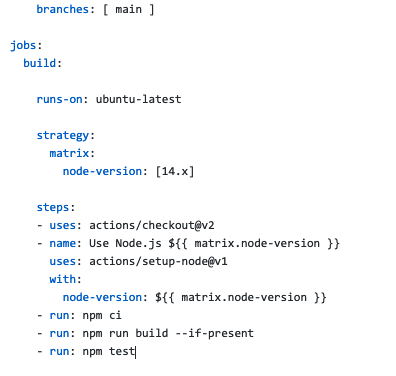 branches: [ main ]
jobs:
build:
runs-on: ubuntu-latest
strategy:
matrix:
node-version: [14.x]
steps:
- uses: actions/checkout@v2
- name: Use Node.js ${{ matrix.node-version }}
uses: actions/setup-node@v1
with:
node-version: ${{ matrix.node-version }}
- run: npm ci
- run: npm run build --if-present
- run: npm test